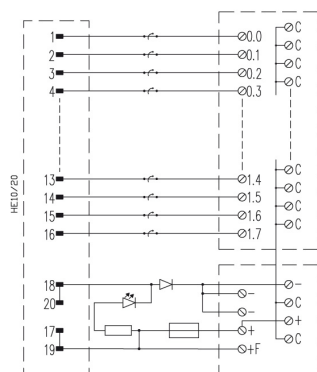 1 0.0 C
2 0.1 C
3 0.2 C
4 0.3 C
HE10/20
13 1.4 C
14 1.5 C
15 1.6 C
16 1.7 C
18 - -
20 - C
17 + +
19 +F C